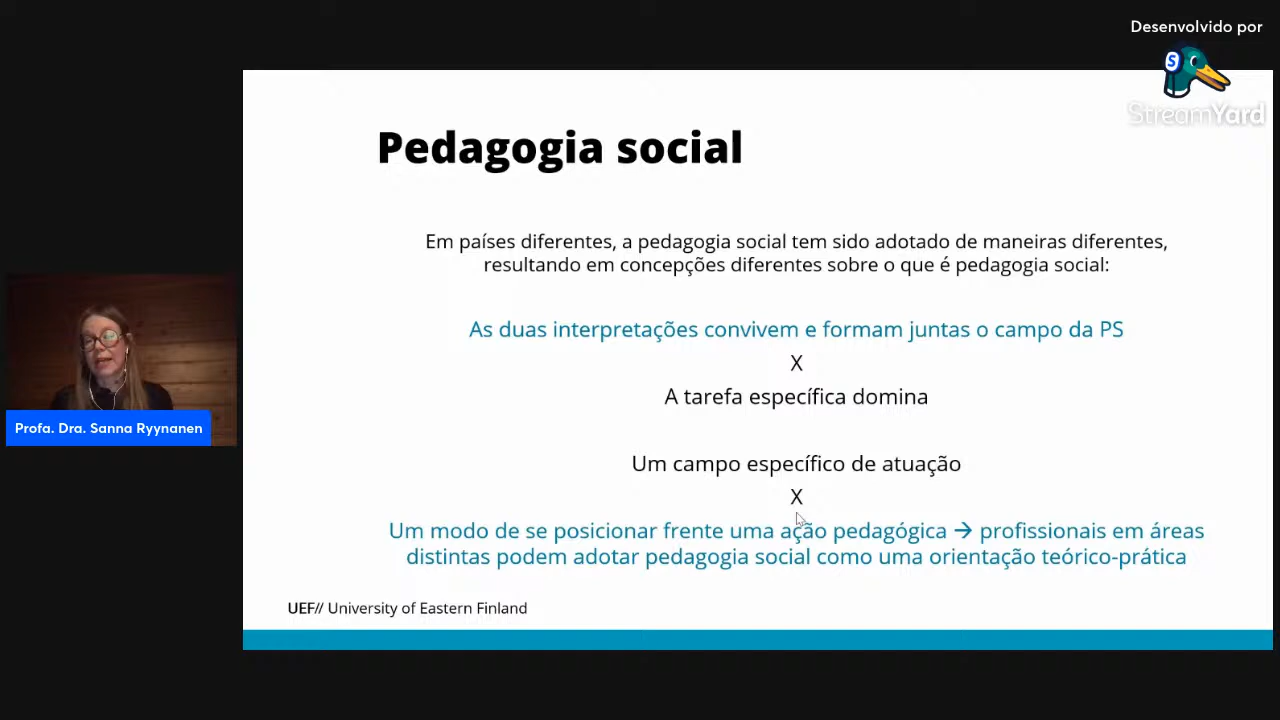 Desenvolvido por
S
StreamYard
Pedagogia social
Em países diferentes, a pedagogia social tem sido adotado de maneiras diferentes,
resultando em concepções diferentes sobre o que é pedagogia social:
As duas interpretações convivem e formam juntas o campo da PS
X
A tarefa específica domina
Um campo específico de atuação
X
Um modo de se posicionar frente uma ação pedagógica → profissionais em áreas
distintas podem adotar pedagogia social como uma orientação teórico-prática
Profa. Dra. Sanna Ryynanen
UEF// University of Eastern Finland